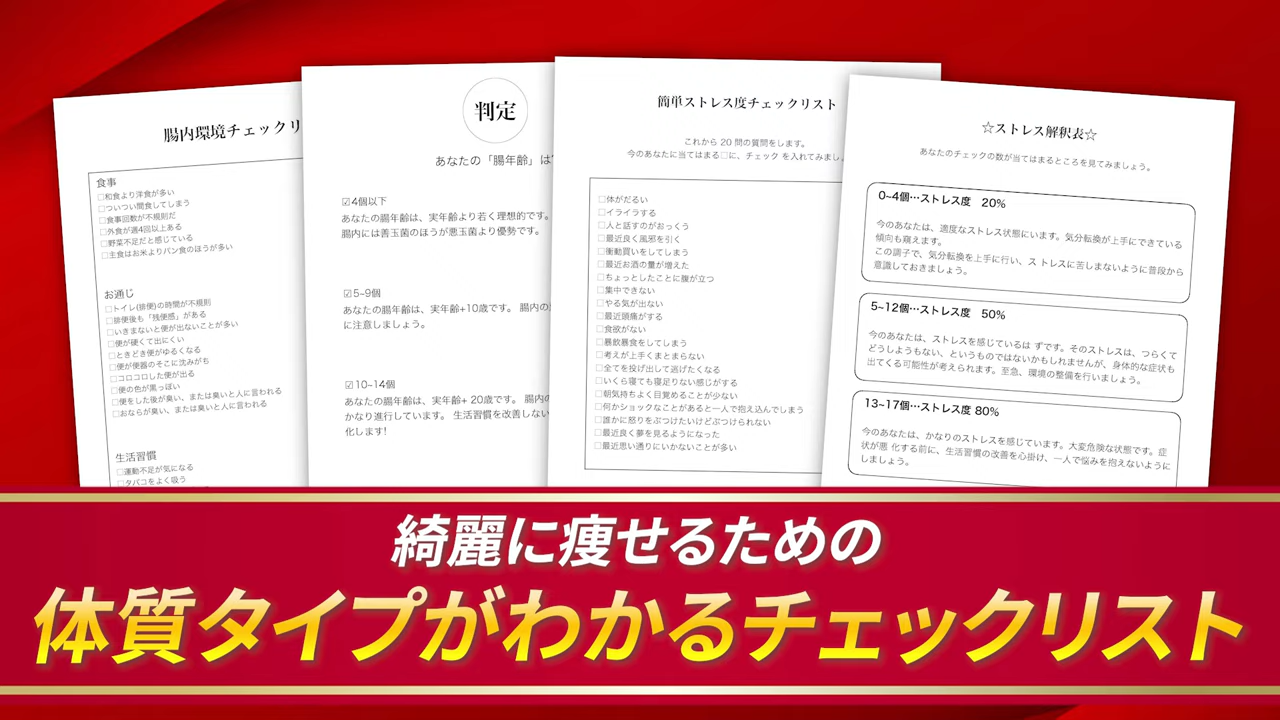 腸内環境チェックリ
食事
□和食より洋食が多い
□ついつい間食してしまう
□食事回数が不規則だ
□外食が週4回以上ある
□野菜不足だと感じている
□主食はお米よりパン食のほうが多い
お通じ
□トイレ(排便)の時間が不規則
□排便後も「残便感」がある
□いきまないと便が出ないことが多い
□便が硬くて出にくい
□ときどき便がゆるくなる
□便が便器のそこに沈みがち
□コロコロした便が出る
□便の色が黒っぽい
□便をした後が臭い、または臭いと人に言われる
□おならが臭い、または臭いと人に言われる
生活習慣
□運動不足が気になる
□タバコをよく吸う
判定
あなたの「腸年齢」は
☑4個以下
あなたの腸年齢は、実年齢より若く理想的です。
腸内には善玉菌のほうが悪玉菌より優勢です。
☑5~9個
あなたの腸年齢は、実年齢+10歳です。 腸内の
に注意しましょう。
☑10~14個
あなたの腸年齢は、実年齢+ 20歳です。 腸内の
かなり進行しています。 生活習慣を改善しない
化します!
簡単ストレス度チェックリスト
これから 20 問の質問をします。
今のあなたに当てはまる□に、チェック を入れてみまし
□体がだるい
□イライラする
□人と話すのがおっくう
□最近良く風邪を引く
□衝動買いをしてしまう
□最近お酒の量が増えた
□ちょっとしたことに腹が立つ
□集中できない
□やる気が出ない
□最近頭痛がする
□食欲がない
□暴飲暴食をしてしまう
□考えが上手くまとまらない
□全てを投げ出して逃げたくなる
□いくら寝ても寝足りない感じがする
□朝気持ちよく目覚めることが少ない
□何かショックなことがあると一人で抱え込んでしまう
□誰かに怒りをぶつけたいけどぶつけられない
□最近良く夢を見るようになった
□最近思い通りにいかないことが多い
☆ストレス解釈表☆
あなたのチェックの数が当てはまるところを見てみましょう。
0~4個…ストレス度 20%
今のあなたは、適度なストレス状態にいます。気分転換が上手にできている
傾向も窺えます。
この調子で、気分転換を上手に行い、ス トレスに苦しまないように普段から
意識しておきましょう。
5~12個…ストレス度 50%
今のあなたは、ストレスを感じているは ずです。そのストレスは、つらくて
どうしようもない、というものではないかもしれませんが、身体的な症状も
出てくる可能性が考えられます。至急、環境の整備を行いましょう。
13~17個…ストレス度 80%
今のあなたは、かなりのストレスを感じています。大変危険な状態です。症
状が悪 化する前に、生活習慣の改善を心掛け、一人で悩みを抱えないように
しましょう。
綺麗に痩せるための
体質タイプがわかるチェックリスト